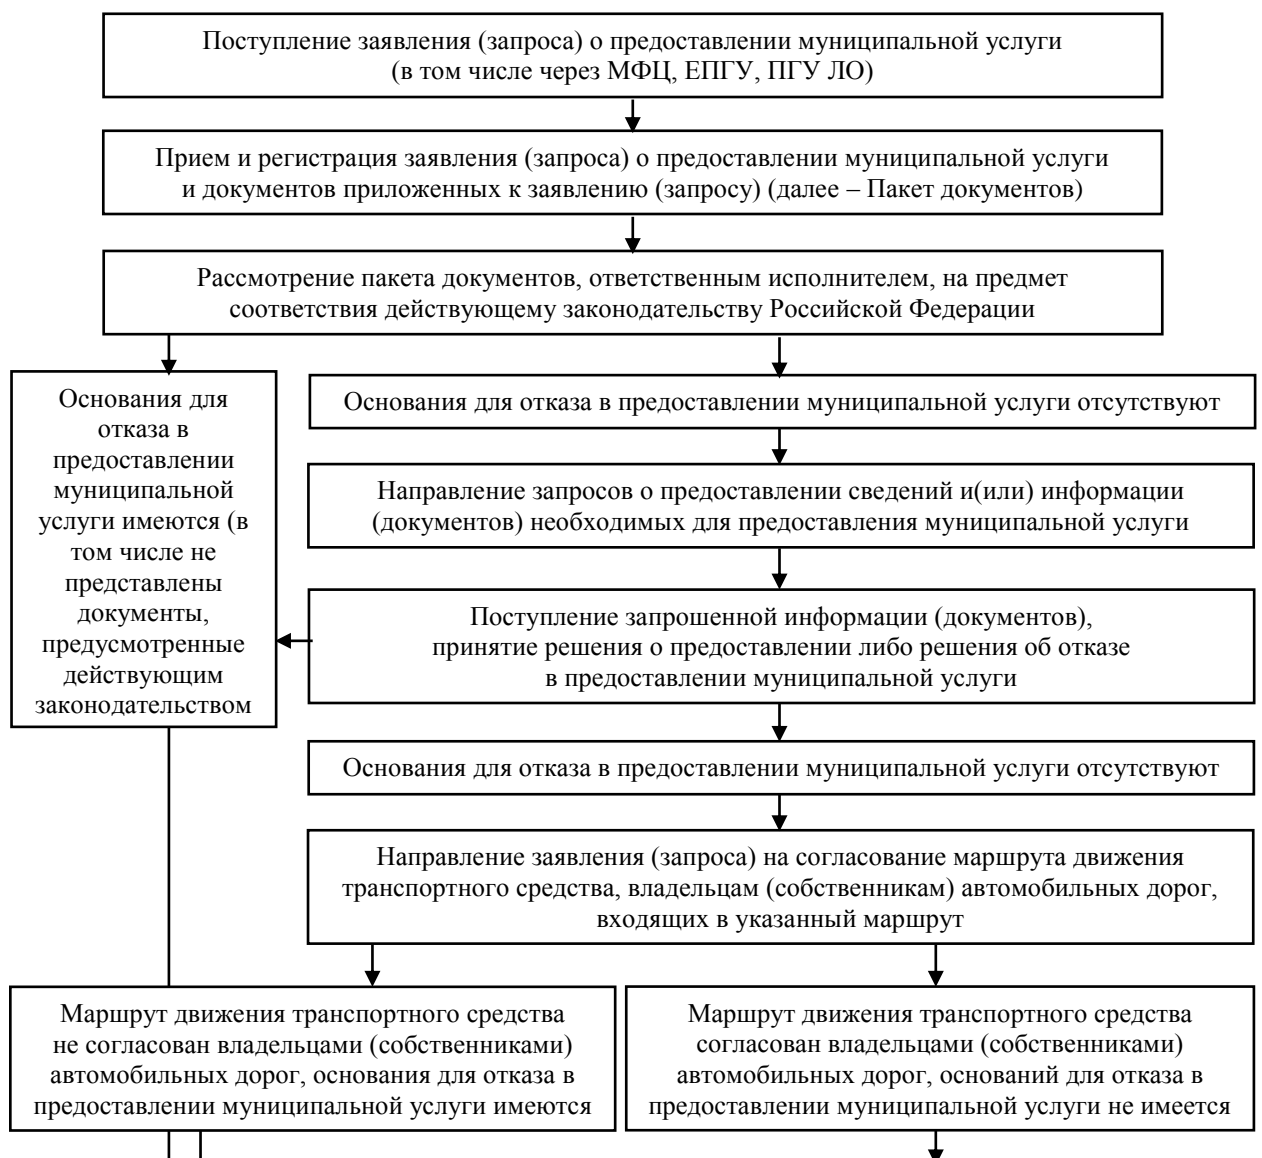 Поступление заявления (запроса) о предоставлении муниципальной услуги
(в том числе через МФЦ, ЕПГУ, ПГУ ЛО)
Прием и регистрация заявления (запроса) о предоставлении муниципальной услуги
и документов приложенных к заявлению (запросу) (далее – Пакет документов)
Рассмотрение пакета документов, ответственным исполнителем, на предмет
соответствия действующему законодательству Российской Федерации
Основания для
отказа в
предоставлении
муниципальной
услуги имеются (в
том числе не
представлены
документы,
предусмотренные
действующим
законодательством
Основания для отказа в предоставлении муниципальной услуги отсутствуют
Направление запросов о предоставлении сведений и(или) информации
(документов) необходимых для предоставления муниципальной услуги
Поступление запрошенной информации (документов),
принятие решения о предоставлении либо решения об отказе
в предоставлении муниципальной услуги
Основания для отказа в предоставлении муниципальной услуги отсутствуют
Направление заявления (запроса) на согласование маршрута движения
транспортного средства, владельцам (собственникам) автомобильных дорог,
входящих в указанный маршрут
Маршрут движения транспортного средства
не согласован владельцами (собственниками)
автомобильных дорог, основания для отказа в
предоставлении муниципальной услуги имеются
Маршрут движения транспортного средства
согласован владельцами (собственниками)
автомобильных дорог, оснований для отказа в
предоставлении муниципальной услуги не имеется